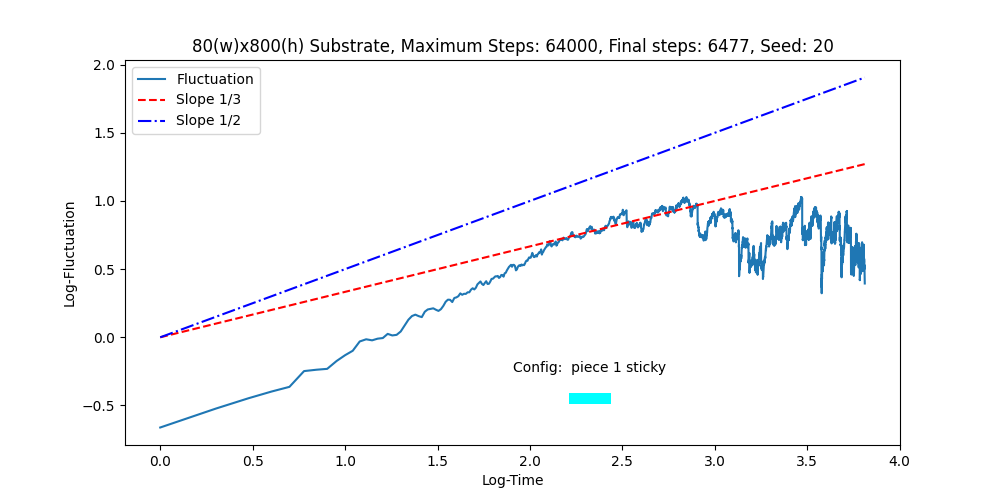 80(w)x800(h) Substrate, Maximum Steps: 64000, Final steps: 6477, Seed: 20
Fluctuation
Slope 1/3
Slope 1/2
2.0
1.5
1.0
0.5
0.0
−0.5
Log-Fluctuation
Config:  piece 1 sticky
0.0 0.5 1.0 1.5 2.0 2.5 3.0 3.5 4.0
Log-Time